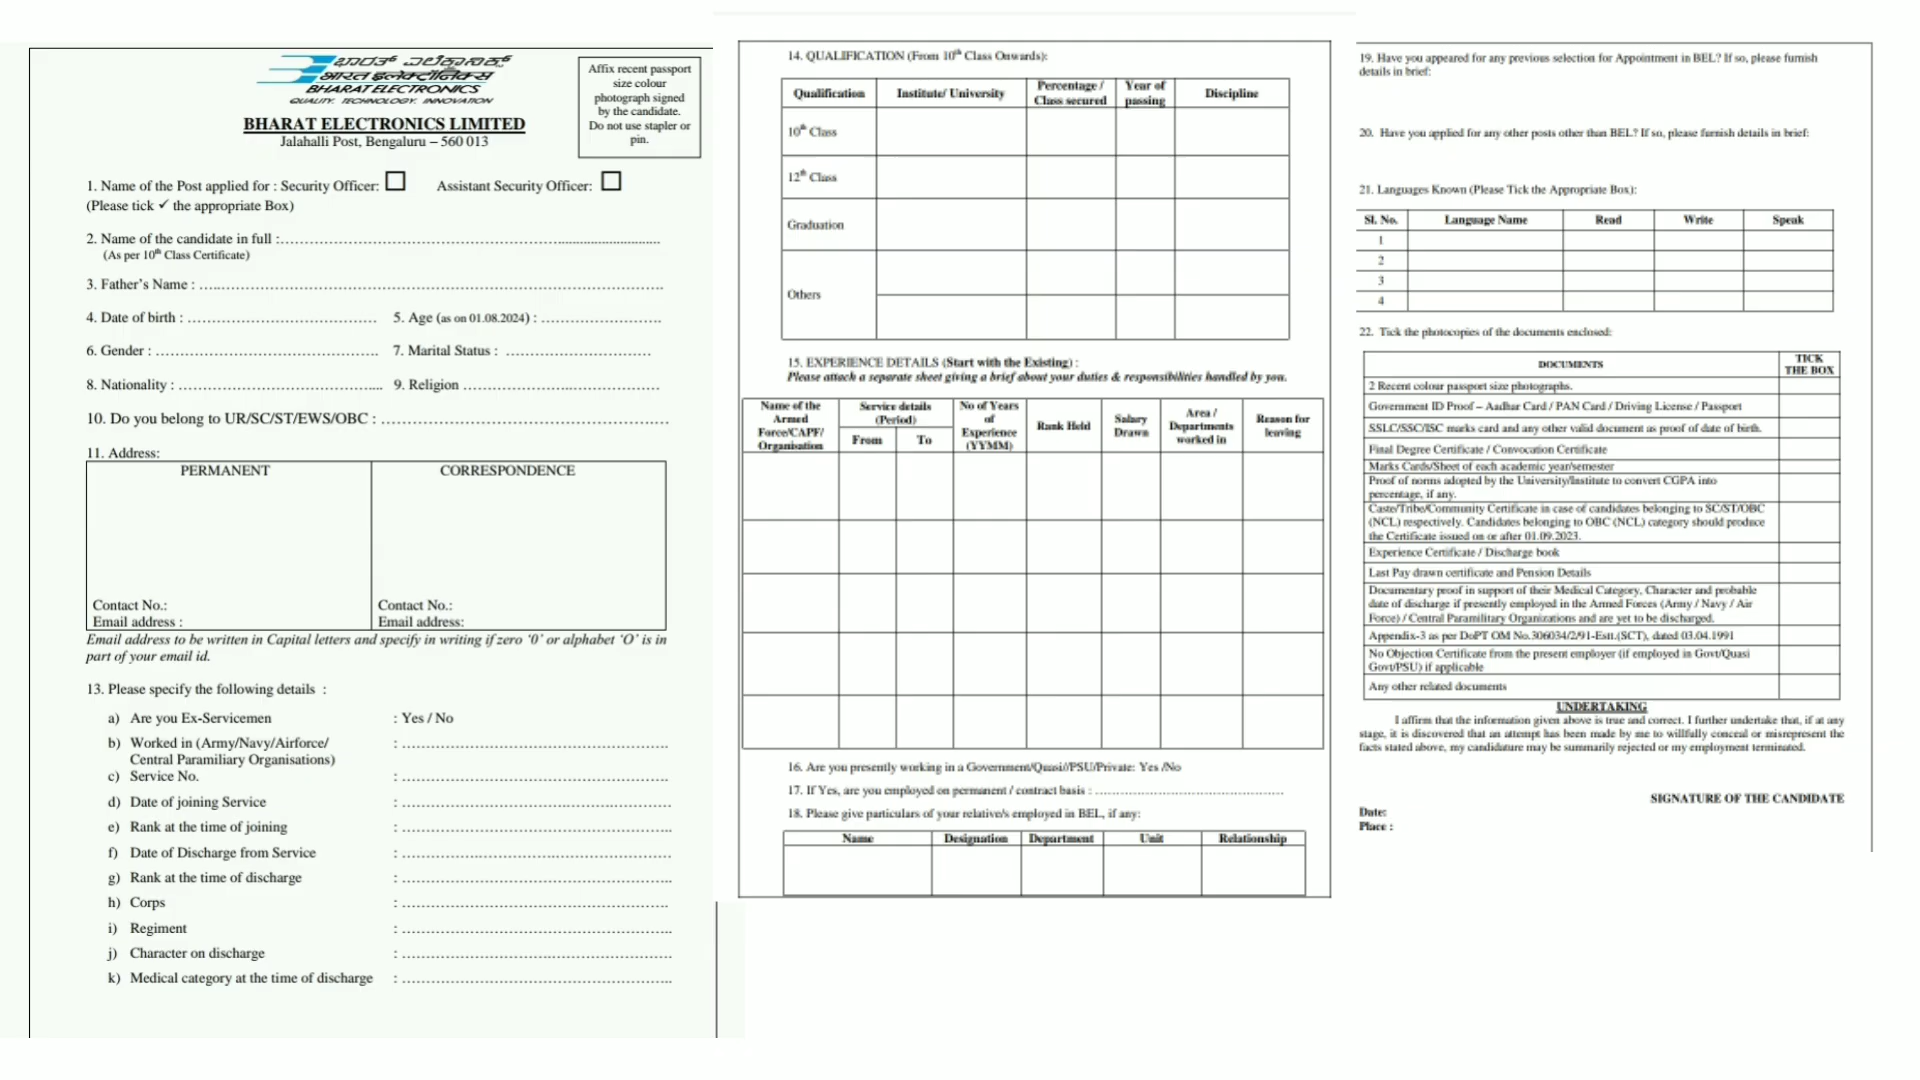 ಭಾರತ್ ಎಲೆಕ್ಟ್ರಾನಿಕ್ಸ್
भारत इलेक्ट्रॉनिक्स
BHARAT ELECTRONICS
QUALITY. TECHNOLOGY. INNOVATION
BHARAT ELECTRONICS LIMITED
Jalahalli Post, Bengaluru – 560 013
Affix recent passport
size colour
photograph signed
by the candidate.
Do not use stapler or
pin.
1. Name of the Post applied for : Security Officer: ☐ Assistant Security Officer: ☐
(Please tick ✓ the appropriate Box)
2. Name of the candidate in full :....................
(As per 10th Class Certificate)
3. Father's Name : ....................
4. Date of birth : .................... 5. Age (as on 01.08.2024) : ....................
6. Gender : .................... 7. Marital Status : ....................
8. Nationality : .................... 9. Religion ....................
10. Do you belong to UR/SC/ST/EWS/OBC : ....................
11. Address:
PERMANENT CORRESPONDENCE
Contact No.: Contact No.:
Email address : Email address:
Email address to be written in Capital letters and specify in writing if zero '0' or alphabet 'O' is in
part of your email id.
13. Please specify the following details :
a) Are you Ex-Servicemen : Yes / No
b) Worked in (Army/Navy/Airforce/ : ....................
Central Paramiliary Organisations)
c) Service No. : ....................
d) Date of joining Service : ....................
e) Rank at the time of joining : ....................
f) Date of Discharge from Service : ....................
g) Rank at the time of discharge : ....................
h) Corps : ....................
i) Regiment : ....................
j) Character on discharge : ....................
k) Medical category at the time of discharge : ....................
14. QUALIFICATION (From 10th Class Onwards):
Qualification Institute/ University Percentage / Class secured Year of passing Discipline
10th Class
12th Class
Graduation
Others
15. EXPERIENCE DETAILS (Start with the Existing) :
Please attach a separate sheet giving a brief about your duties & responsibilities handled by you.
Name of the Armed Force/CAPF/ Organisation Service details (Period) From To No of Years of Experience (YYMM) Rank Held Salary Drawn Area / Departments worked in Reason for leaving
16. Are you presently working in a Government/Quasi//PSU/Private: Yes /No
17. If Yes, are you employed on permanent / contract basis : ....................
18. Please give particulars of your relative/s employed in BEL, if any:
Name Designation Department Unit Relationship
19. Have you appeared for any previous selection for Appointment in BEL? If so, please furnish
details in brief:
20. Have you applied for any other posts other than BEL? If so, please furnish details in brief:
21. Languages Known (Please Tick the Appropriate Box):
Sl. No. Language Name Read Write Speak
1
2
3
4
22. Tick the photocopies of the documents enclosed:
DOCUMENTS TICK THE BOX
2 Recent colour passport size photographs.
Government ID Proof – Aadhar Card / PAN Card / Driving License / Passport
SSLC/SSC/ISC marks card and any other valid document as proof of date of birth.
Final Degree Certificate / Convocation Certificate
Marks Cards/Sheet of each academic year/semester
Proof of norms adopted by the University/Institute to convert CGPA into
percentage, if any.
Caste/Tribe/Community Certificate in case of candidates belonging to SC/ST/OBC
(NCL) respectively. Candidates belonging to OBC (NCL) category should produce
the Certificate issued on or after 01.09.2023.
Experience Certificate / Discharge book
Last Pay drawn certificate and Pension Details
Documentary proof in support of their Medical Category, Character and probable
date of discharge if presently employed in the Armed Forces (Army / Navy / Air
Force) / Central Paramilitary Organizations and are yet to be discharged.
Appendix-3 as per DoPT OM No.306034/2/91-Estt.(SCT), dated 03.04.1991
No Objection Certificate from the present employer (if employed in Govt/Quasi
Govt/PSU) if applicable
Any other related documents
UNDERTAKING
I affirm that the information given above is true and correct. I further undertake that, if at any
stage, it is discovered that an attempt has been made by me to willfully conceal or misrepresent the
facts stated above, my candidature may be summarily rejected or my employment terminated.
SIGNATURE OF THE CANDIDATE
Date:
Place :